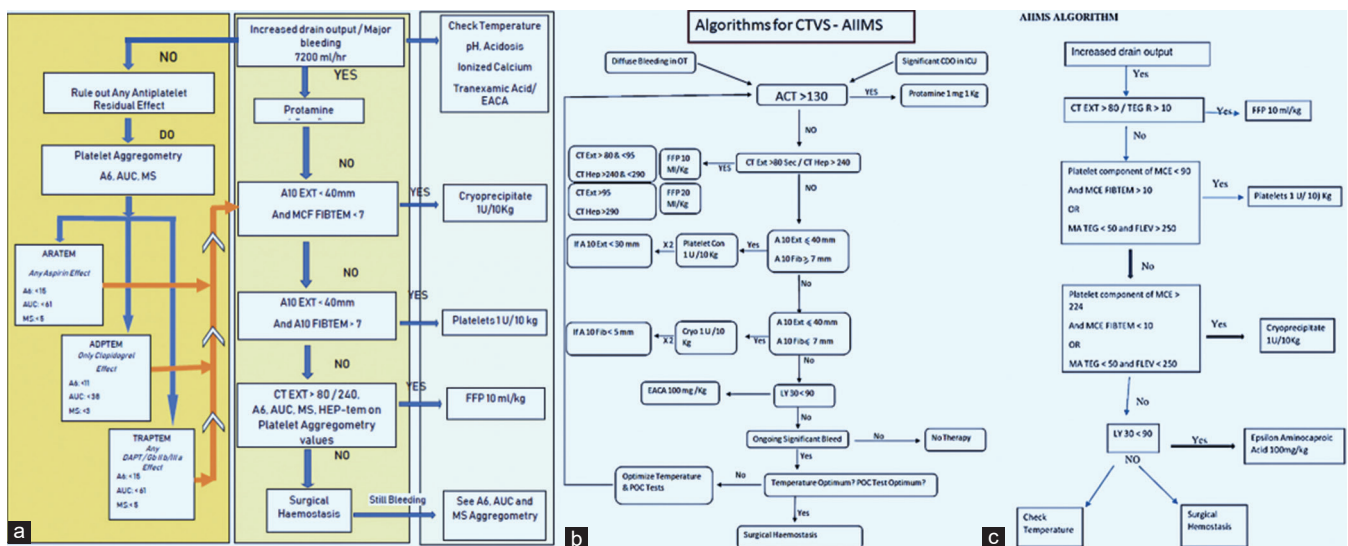 NO
Rule out Any Antiplatelet
Residual Effect
DO
Platelet Aggregometry
A6, AUC, MS
ARATEM
Any Aspirin Effect
A6: <15
AUC: <61
MS: <5
ADPTEM
Only Clopidogrel
Effect
A6: <11
AUC: <38
MS: <3
TRAPTEM
Any
DAPT/Gb II b/III a
Effect
A6: <15
AUC: <61
MS: <5
a
Increased drain output / Major
bleeding
7200 ml/hr
YES
Protamine
NO
A10 EXT < 40mm
And MCF FIBTEM < 7
YES
NO
A10 EXT < 40mm
And A10 FIBTEM > 7
YES
NO
CT EXT > 80 / 240,
A6, AUC, MS, HEP-tem on
Platelet Aggregometry
values
YES
NO
Surgical
Haemostasis
Still Bleeding
Check Temperature
pH, Acidosis
Ionized Calcium
Tranexamic Acid/
EACA
Cryoprecipitate
1U/10Kg
Platelets 1 U/10 kg
FFP 10 ml/kg
See A6, AUC and
MS Aggregometry
Algorithms for CTVS - AIIMS
Diffuse Bleeding in OT
Significant CDO in ICU
ACT >130
YES
Protamine 1 mg 1 Kg
NO
CT Ext >80 Sec / CT Hep > 240
YES
FFP 10
Ml/Kg
CT Ext > 80 & <95
CT Hep >240 & <290
FFP 20
Ml/Kg
CT Ext >95
CT Hep >290
NO
A 10 Ext ⩽ 40 mm
A 10 Fib ⩾ 7 mm
Yes
Platelet Con
1 U /10 Kg
X2
If A 10 Ext < 30 mm
No
A 10 Ext ⩽ 40 mm
A 10 Fib ⩽ 7 mm
Yes
Cryo 1 U /10
Kg
X2
If A 10 Fib < 5 mm
No
LY 30 < 90
EACA 100 mg /Kg
No
Ongoing Significant Bleed
No
No Therapy
Yes
Temperature Optimum? POC Test Optimum?
No
Optimize Temperature
& POC Tests
Yes
Surgical Haemostasis
b
AIIMS ALGORITHM
Increased drain output
Yes
CT EXT > 80 / TEG R > 10
Yes
FFP 10 ml/kg
No
Platelet component of MCE < 90
And MCE FIBTEM > 10
OR
MA TEG < 50 and FLEV > 250
Yes
Platelets 1 U/ 10) Kg
No
Platelet component of MCE >
224
And MCE FIBTEM < 10
OR
MA TEG < 50 and FLEV < 250
Yes
Cryoprecipitate
1U/10Kg
No
LY 30 < 90
Yes
Epsilon Aminocaproic
Acid 100mg/kg
NO
Check
Temperature
Surgical
Hemostasis
c